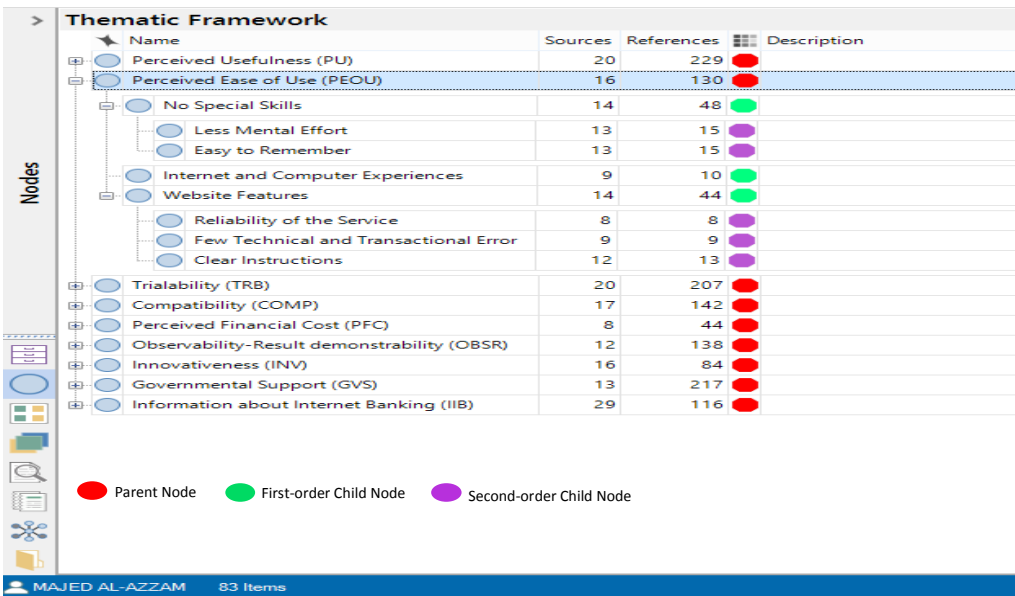 Thematic Framework
Name Sources References Description
Perceived Usefulness (PU) 20 229
Perceived Ease of Use (PEOU) 16 130
No Special Skills 14 48
Less Mental Effort 13 15
Easy to Remember 13 15
Internet and Computer Experiences 9 10
Website Features 14 44
Reliability of the Service 8 8
Few Technical and Transactional Error 9 9
Clear Instructions 12 13
Trialability (TRB) 20 207
Compatibility (COMP) 17 142
Perceived Financial Cost (PFC) 8 44
Observability-Result demonstrability (OBSR) 12 138
Innovativeness (INV) 16 84
Governmental Support (GVS) 13 217
Information about Internet Banking (IIB) 29 116
Nodes
Parent Node First-order Child Node Second-order Child Node
MAJED AL-AZZAM 83 Items